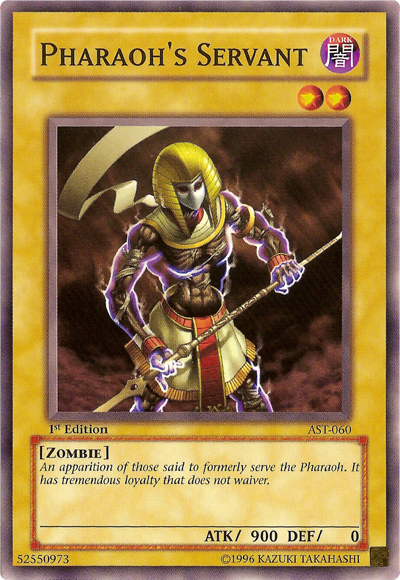 PHARAOH'S SERVANT
DARK
闇
1st Edition
AST-060
[ZOMBIE]
An apparition of those said to formerly serve the Pharaoh. It
has tremendous loyalty that does not waiver.
ATK/ 900 DEF/ 0
52550973
©1996 KAZUKI TAKAHASHI